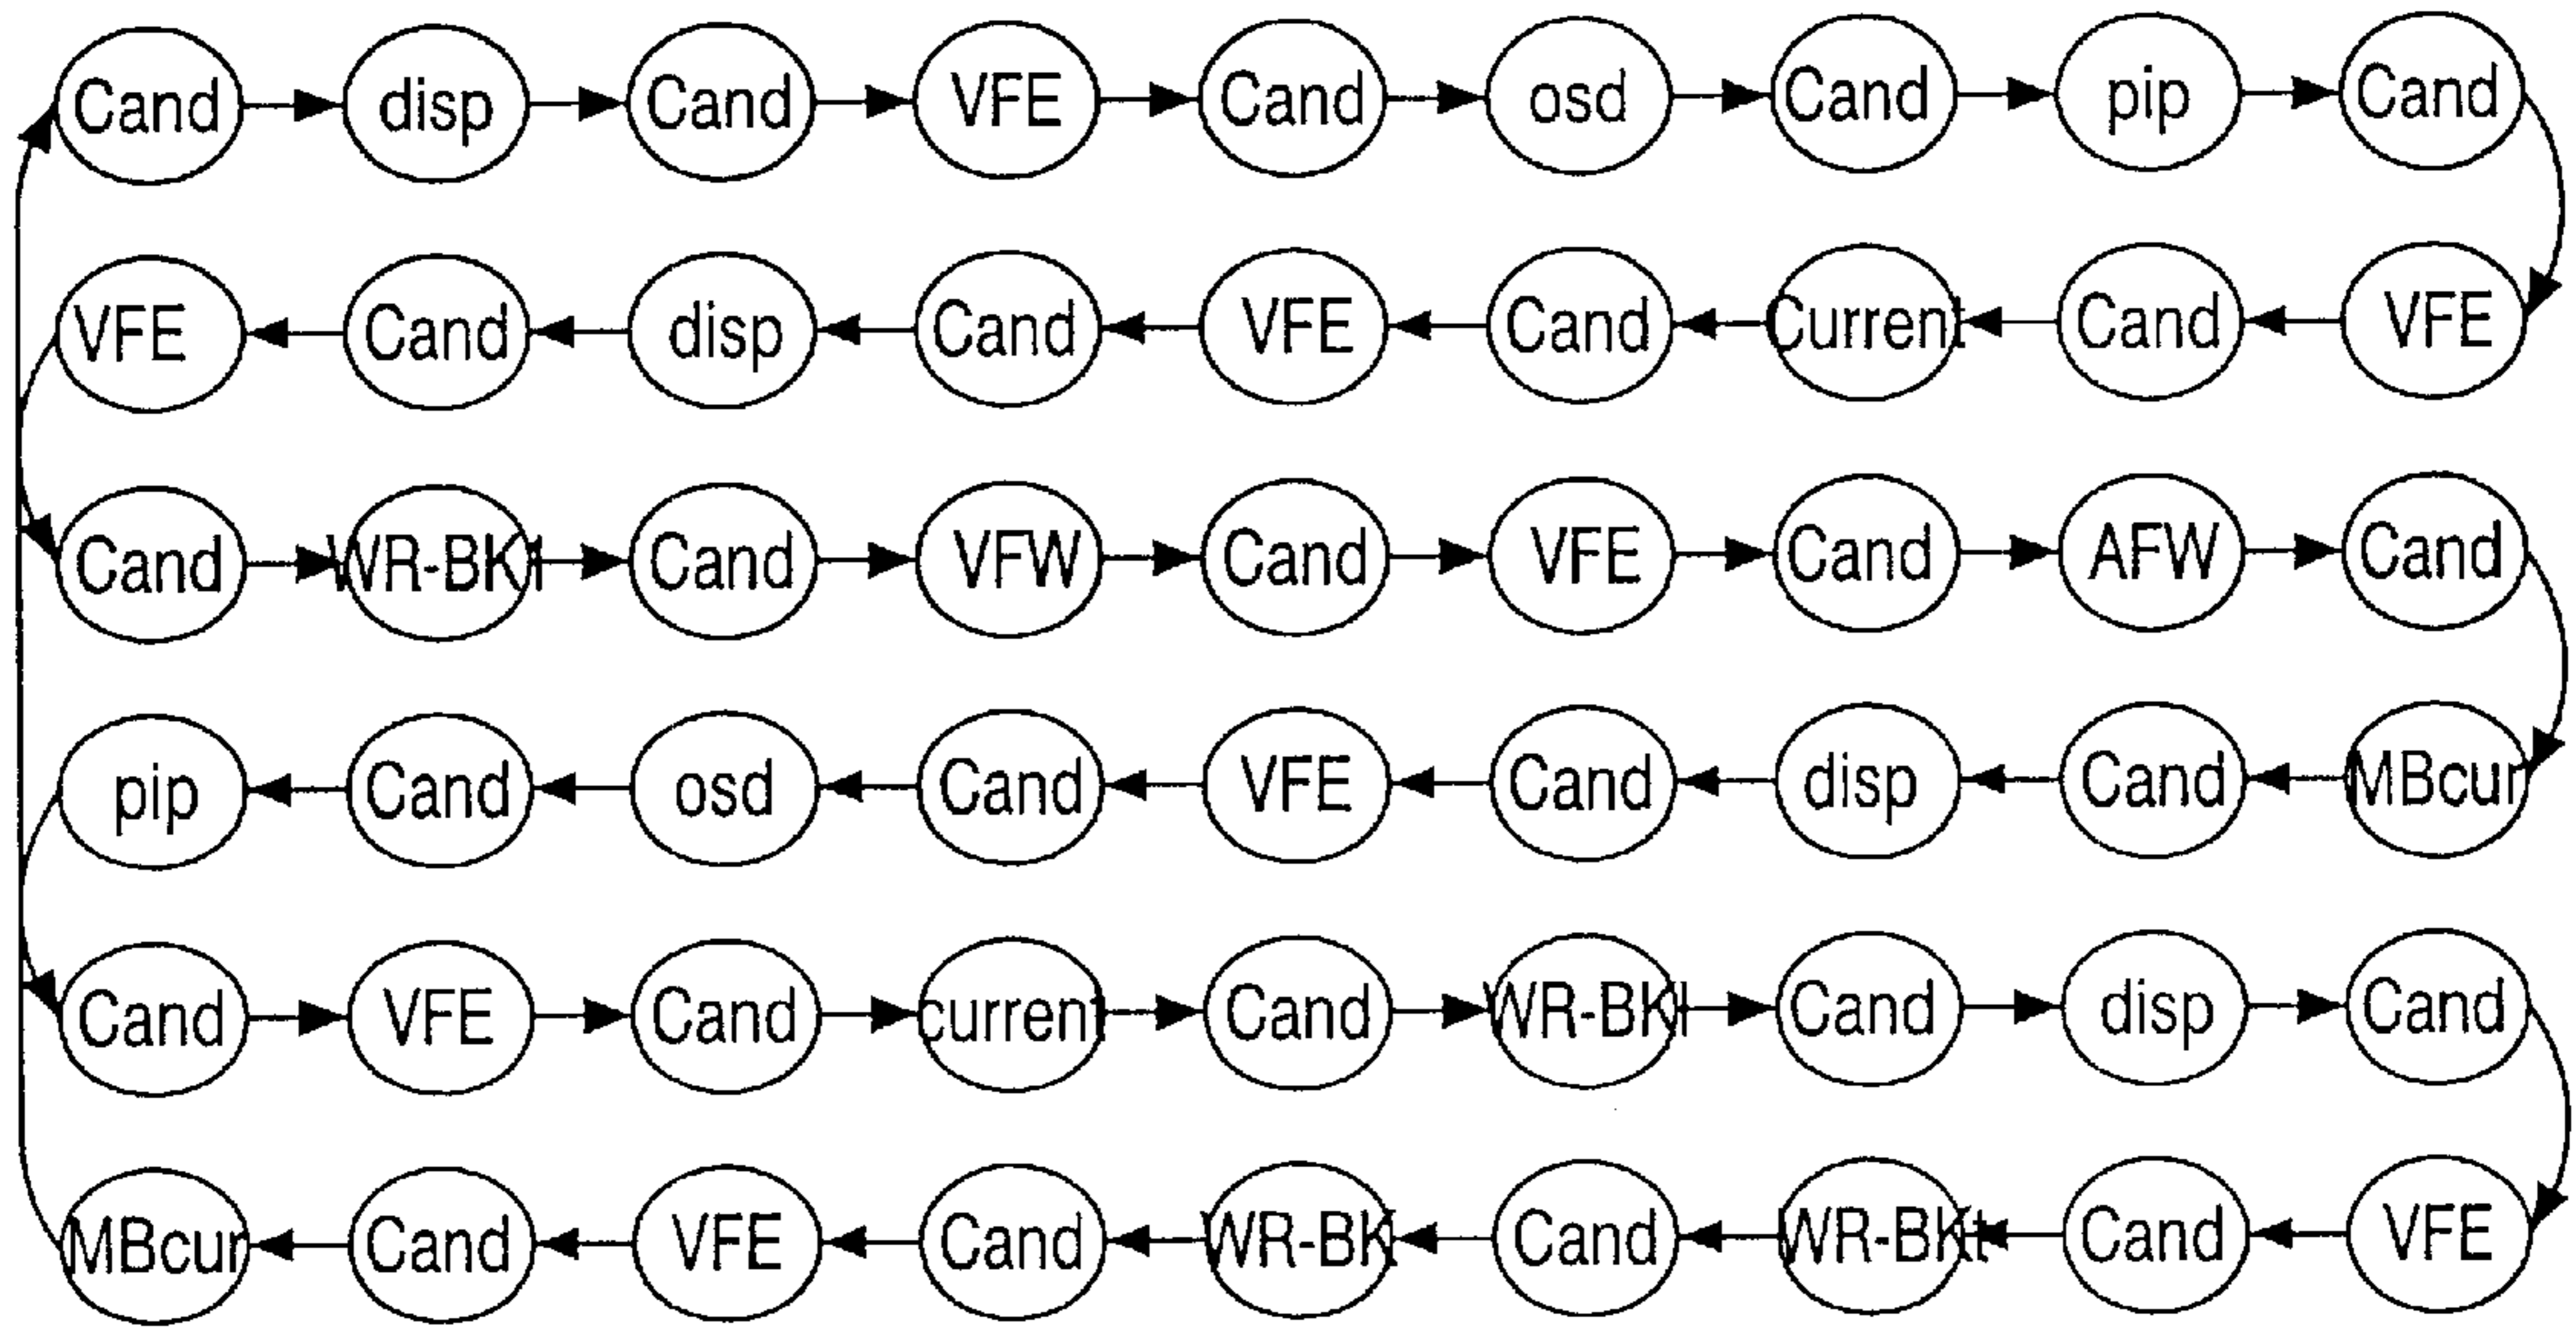 Cand disp Cand VFE Cand osd Cand pip Cand
VFE Cand disp Cand VFE Cand Current Cand VFE
Cand WR-BK1 Cand VFW Cand VFE Cand AFW Cand
pip Cand osd Cand VFE Cand disp Cand MBcur
Cand VFE Cand current Cand WR-BKl Cand disp Cand
MBcur Cand VFE Cand WR-BK Cand WR-BKt Cand VFE